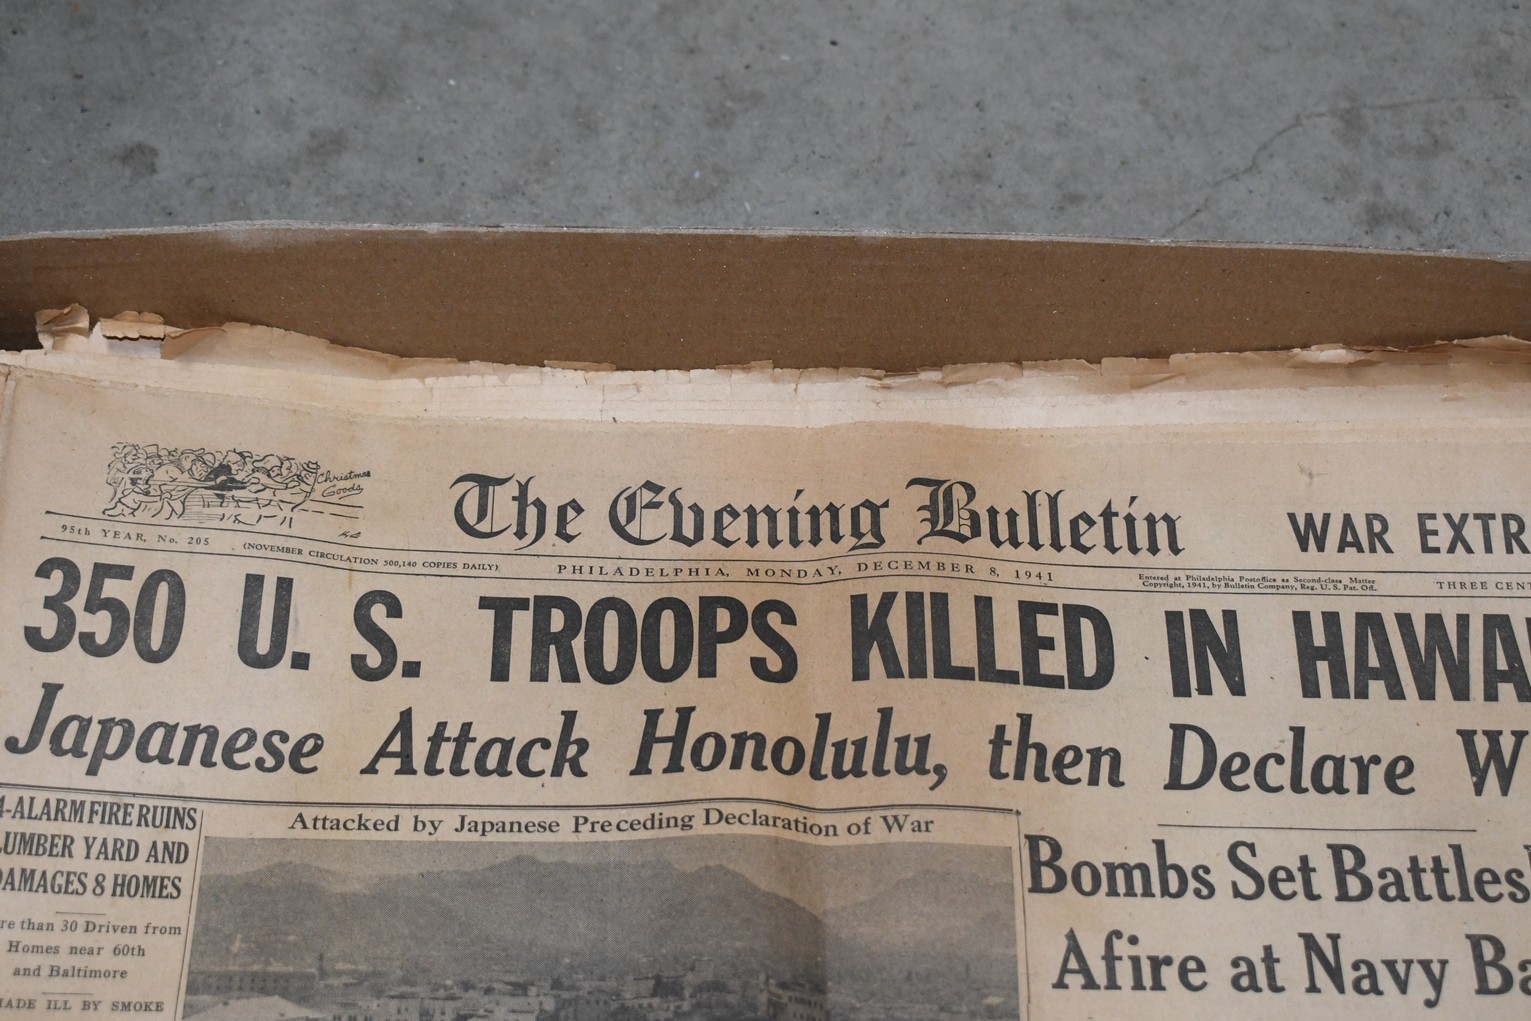 Christmas
Goods
The Evening Bulletin
WAR EXTR
95th YEAR, No. 205
(NOVEMBER CIRCULATION 500,140 COPIES DAILY)
PHILADELPHIA, MONDAY, DECEMBER 8, 1941
Entered at Philadelphia Postoffice as Second-class Matter
Copyright, 1941, by Bulletin Company, Reg. U. S. Pat. Off.
THREE CENT
350 U. S. TROOPS KILLED IN HAWAI
Japanese Attack Honolulu, then Declare W
4-ALARM FIRE RUINS
LUMBER YARD AND
DAMAGES 8 HOMES
re than 30 Driven from
Homes near 60th
and Baltimore
MADE ILL BY SMOKE
Attacked by Japanese Preceding Declaration of War
Bombs Set Battles
Afire at Navy Ba